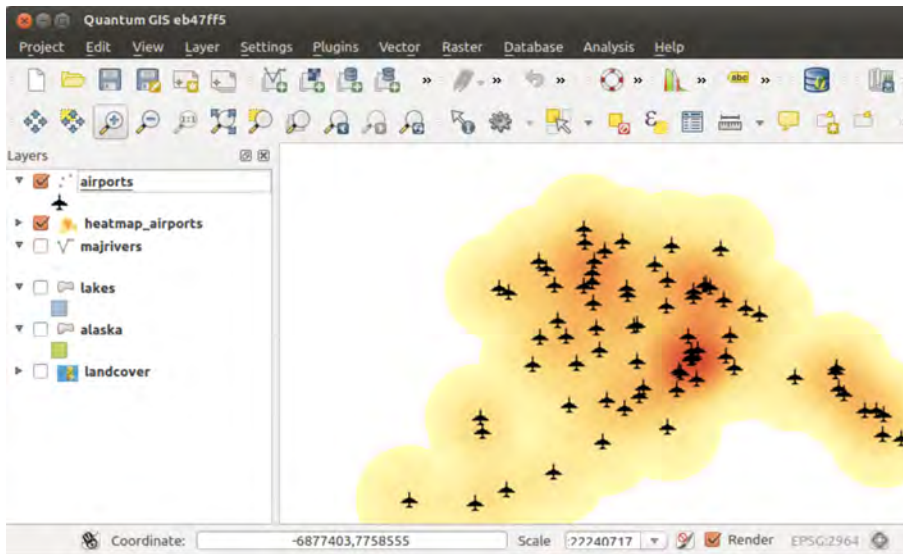 Quantum GIS eb47ff5
Project Edit View Layer Settings Plugins Vector Raster Database Analysis Help
Layers
airports
heatmap_airports
majrivers
lakes
alaska
landcover
Coordinate: -6877403,7758555 Scale 22240717 Render EPSG:2964